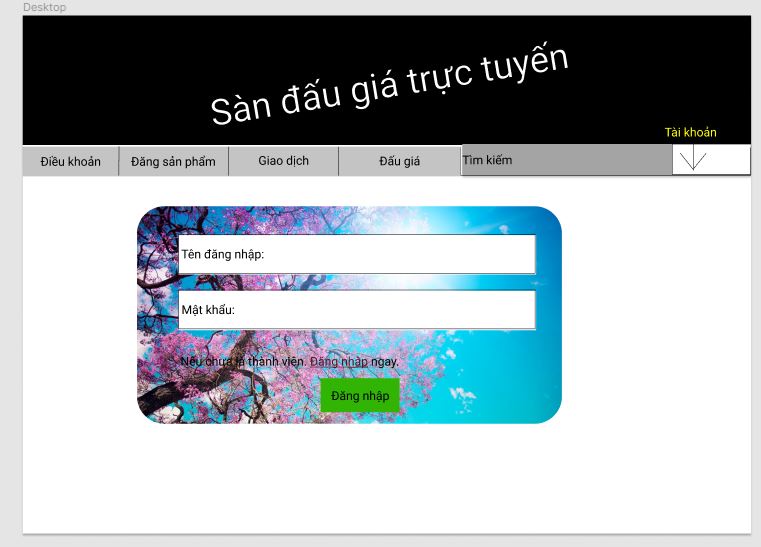 Desktop
Sàn đấu giá trực tuyến
Tài khoản
Điều khoản
Đăng sản phẩm
Giao dịch
Đấu giá
Tìm kiếm
Tên đăng nhập:
Mật khẩu:
Nếu chưa là thành viên. Đăng nhập ngay.
Đăng nhập